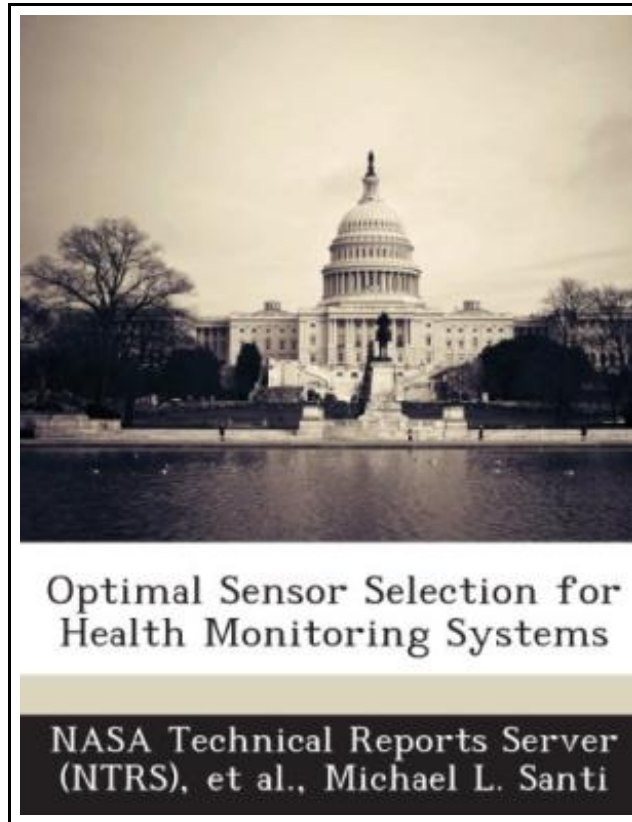 Optimal Sensor Selection for
Health Monitoring Systems
NASA Technical Reports Server
(NTRS), et al., Michael L. Santi